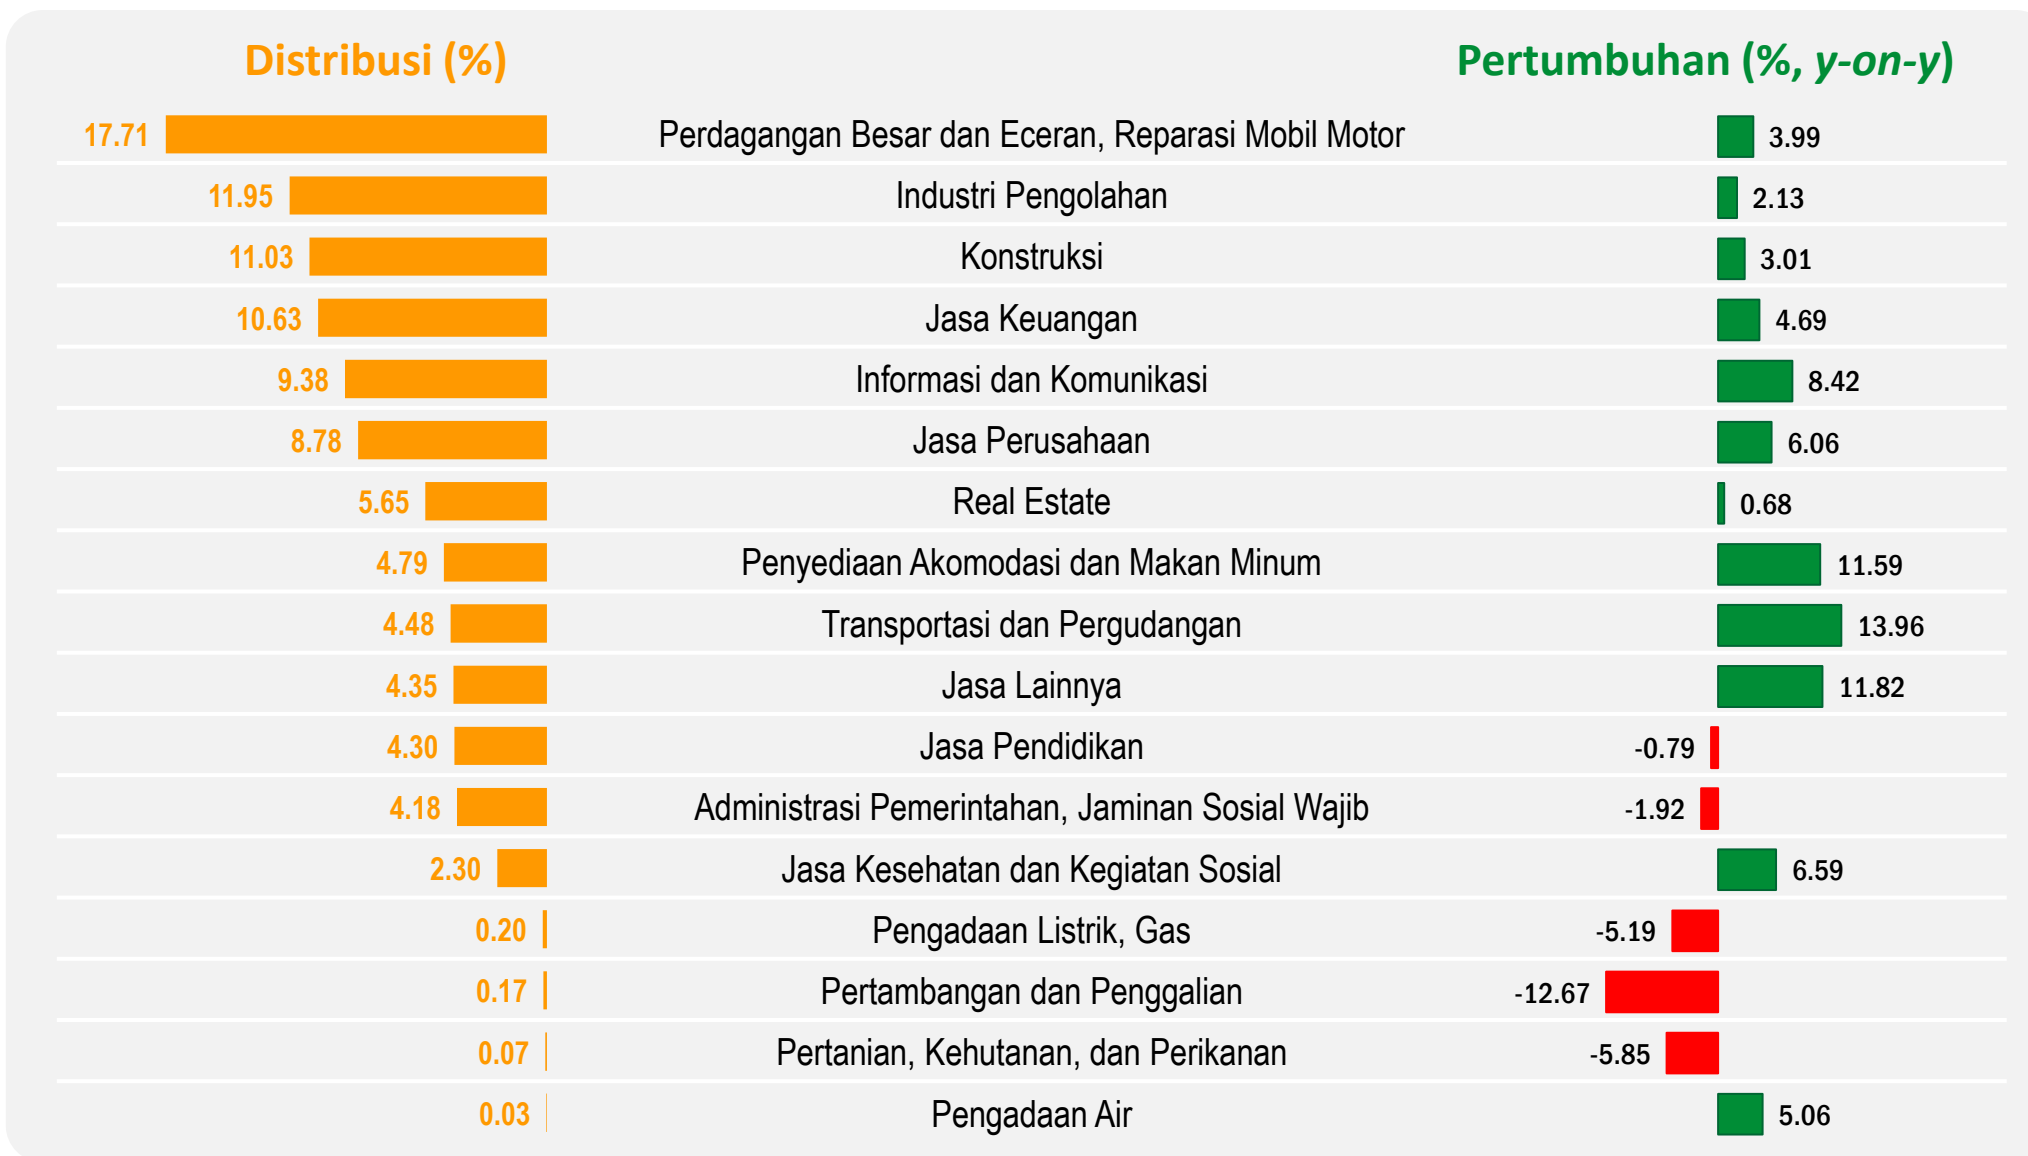 Distribusi (%)
Pertumbuhan (%, y-on-y)
17.71 Perdagangan Besar dan Eceran, Reparasi Mobil Motor 3.99
11.95 Industri Pengolahan 2.13
11.03 Konstruksi 3.01
10.63 Jasa Keuangan 4.69
9.38 Informasi dan Komunikasi 8.42
8.78 Jasa Perusahaan 6.06
5.65 Real Estate 0.68
4.79 Penyediaan Akomodasi dan Makan Minum 11.59
4.48 Transportasi dan Pergudangan 13.96
4.35 Jasa Lainnya 11.82
4.30 Jasa Pendidikan -0.79
4.18 Administrasi Pemerintahan, Jaminan Sosial Wajib -1.92
2.30 Jasa Kesehatan dan Kegiatan Sosial 6.59
0.20 Pengadaan Listrik, Gas -5.19
0.17 Pertambangan dan Penggalian -12.67
0.07 Pertanian, Kehutanan, dan Perikanan -5.85
0.03 Pengadaan Air 5.06